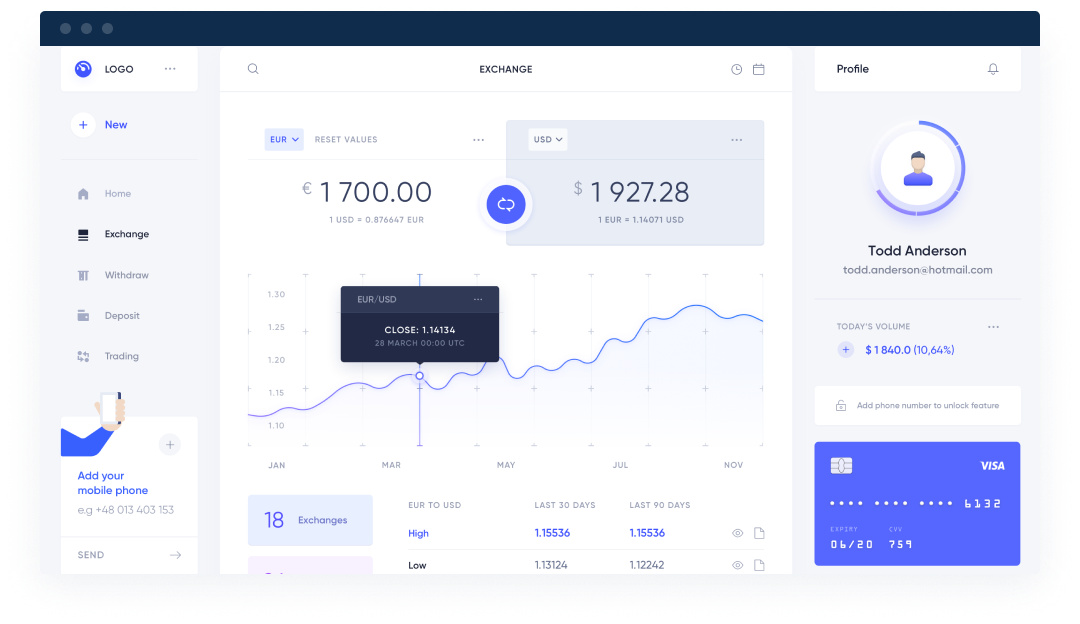 LOGO
EXCHANGE
Profile
New
Home
Exchange
Withdraw
Deposit
Trading
Add your
mobile phone
e.g +48 013 403 153
SEND
EUR
RESET VALUES
€ 1 700.00
1 USD = 0.876647 EUR
USD
$ 1 927.28
1 EUR = 1.14071 USD
1.30
1.25
1.20
1.15
1.10
EUR/USD
CLOSE: 1.14134
28 MARCH 00:00 UTC
JAN MAR MAY JUL NOV
18 Exchanges
EUR TO USD LAST 30 DAYS LAST 90 DAYS
High 1.15536 1.15536
Low 1.13124 1.12242
Todd Anderson
todd.anderson@hotmail.com
TODAY'S VOLUME
+ $ 1 840.0 (10,64%)
Add phone number to unlock feature
VISA
•••• •••• •••• 6132
EXPIRY CVV
06/20 759